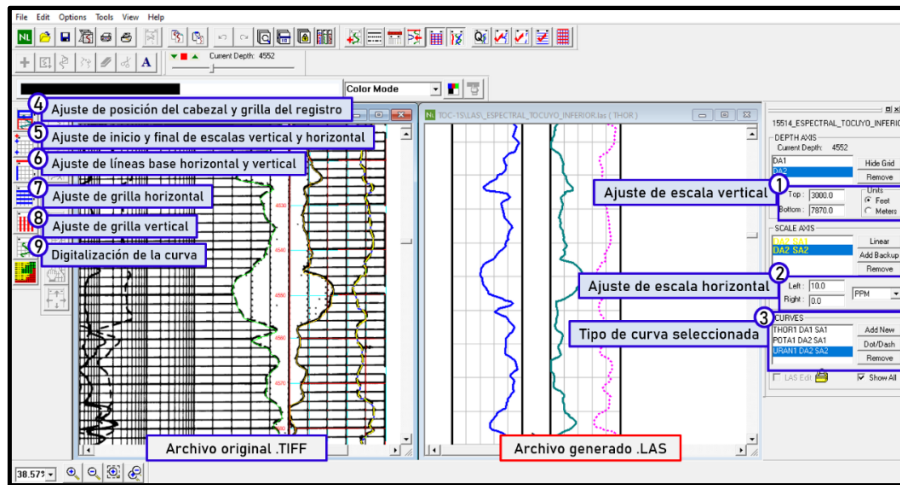 File Edit Options Tools View Help
NL
A
Current Depth: 4552
Color Mode
4 Ajuste de posición del cabezal y grilla del registro
5 Ajuste de inicio y final de escalas vertical y horizontal
6 Ajuste de líneas base horizontal y vertical
7 Ajuste de grilla horizontal
8 Ajuste de grilla vertical
9 Digitalización de la curva
Archivo original .TIFF
NL TOC-15\LAS\_ESPECTRAL_TOCUYO_INFERIOR.las ( THOR )
Archivo generado .LAS
15514_ESPECTRAL_TOCUYO_INFERIO
DEPTH AXIS
Current Depth: 4552
DA1
DA2
Hide Grid
Remove
1 Ajuste de escala vertical
Top : 3000.0
Bottom : 7870.0
Units
Feet
Meters
SCALE AXIS
DA2 SA2
Linear
Add Backup
Remove
2 Ajuste de escala horizontal
Left : 10.0
Right : 0.0
PPM
3 Tipo de curva seleccionada
CURVES
THOR1 DA1 SA1
POTA1 DA2 SA1
URAN1 DA2 SA2
Add New
Dot/Dash
Remove
LAS Edit
Show All